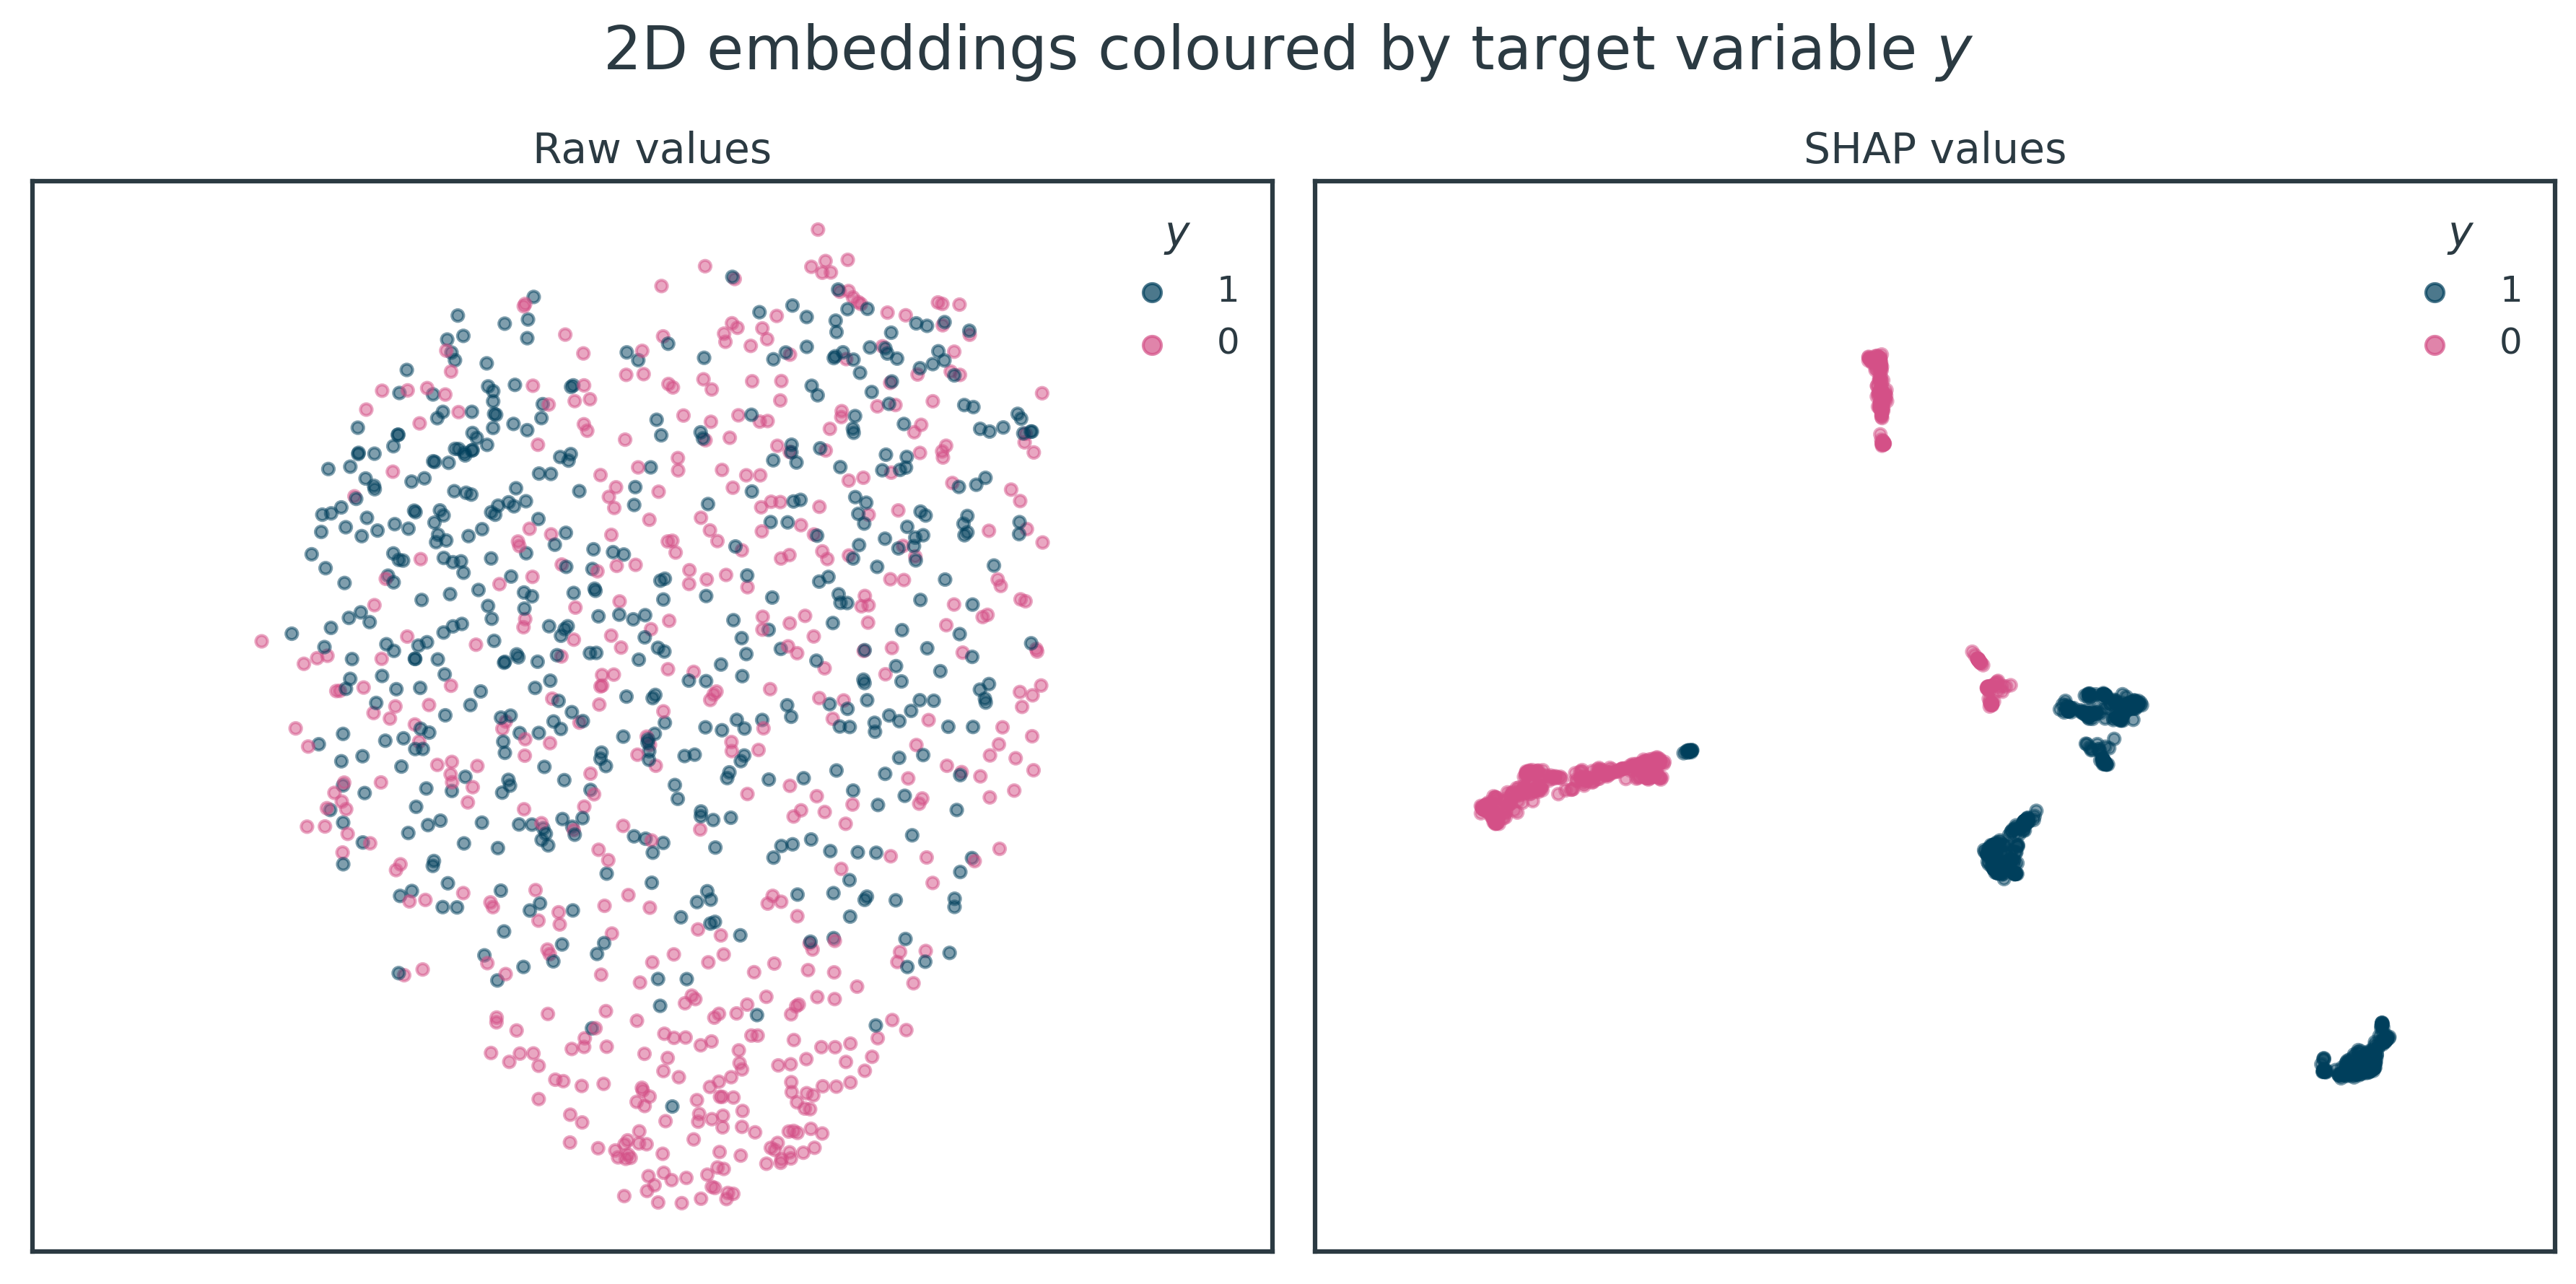 2D embeddings coloured by target variable y
Raw values
y
1
0
SHAP values
y
1
0